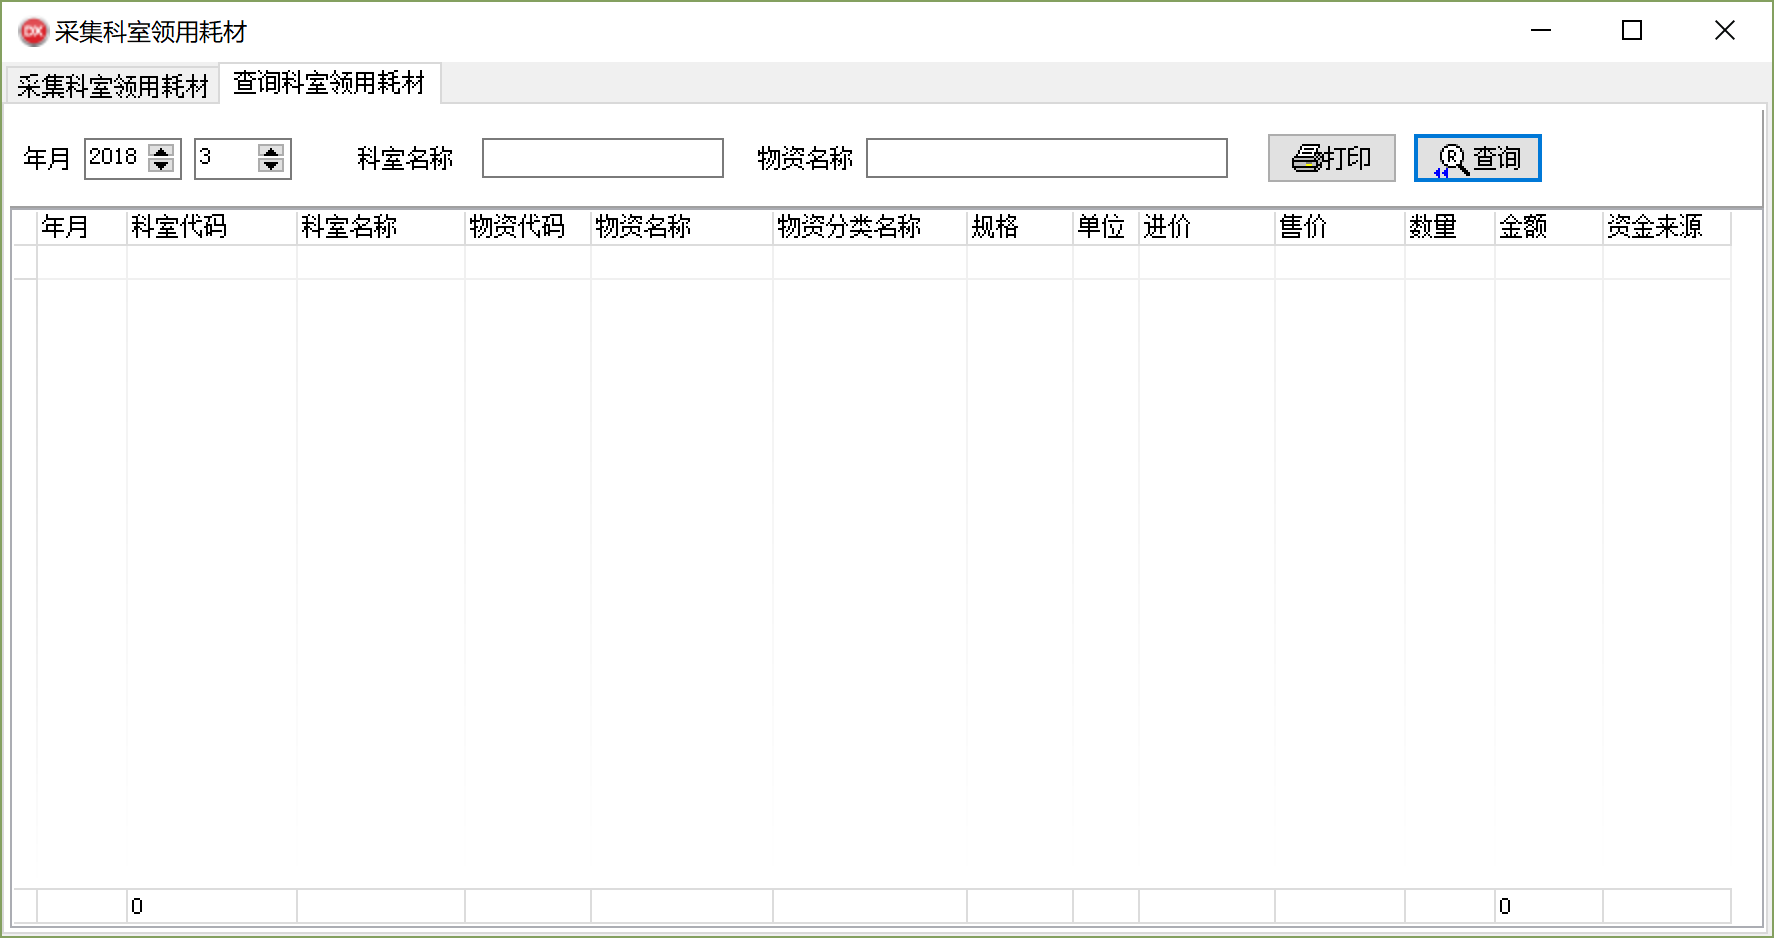 采集科室领用耗材
采集科室领用耗材 查询科室领用耗材
年月 2018 3 科室名称 物资名称 打印 查询
年月 科室代码 科室名称 物资代码 物资名称 物资分类名称 规格 单位 进价 售价 数量 金额 资金来源
0 0